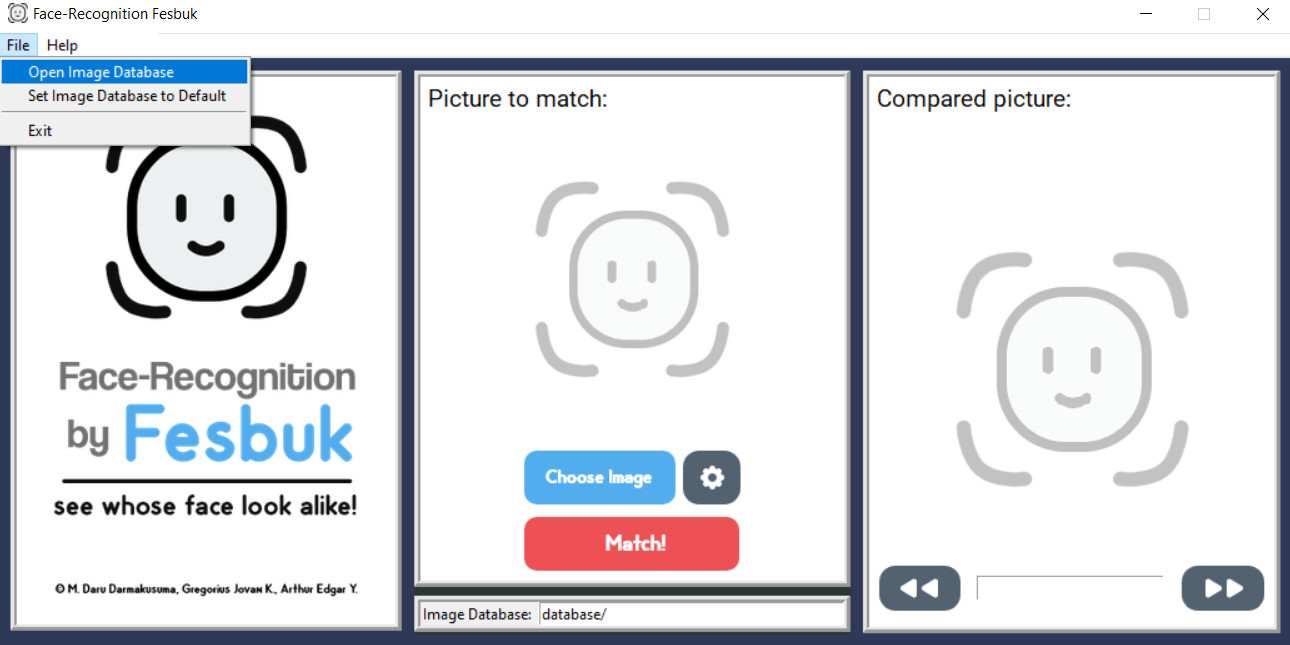 Face-Recognition Fesbuk
File Help
Open Image Database
Set Image Database to Default
Exit
Face-Recognition
by Fesbuk
see whose face look alike!
© M. Daru Darmakusuma, Gregorius Jovan K., Arthur Edgar Y.
Picture to match:
Choose Image
Match!
Image Database: database/
Compared picture: